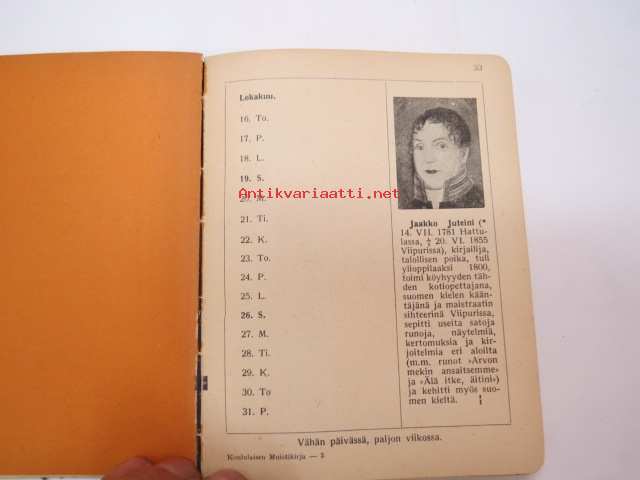 33
Lokakuu.
16. To.
17. P.
18. L.
19. S.
20. M.
21. Ti.
22. K.
23. To.
24. P.
25. L.
26. S.
27. M.
28. Ti.
29. K.
30. To
31. P.
Antikvariaatti.net
Jaakko Juteini (*
14. VII. 1781 Hattu-
lassa, † 20. VI. 1855
Viipurissa), kirjailija,
talollisen poika, tuli
ylioppilaaksi 1800,
toimi köyhyyden täh-
den kotiopettajana,
suomen kielen kään-
täjänä ja maistraatin
sihteerinä Viipurissa,
sepitti useita satoja
runoja, näytelmiä,
kertomuksia ja kir-
joitelmia eri aloilta
(m.m. runot »Arvon
mekin ansaitsemme»
ja »Älä itke, äitini»)
ja kehitti myös suo-
men kieltä.
Vähän päivässä, paljon viikossa.
Koululaisen Muistikirja — 3